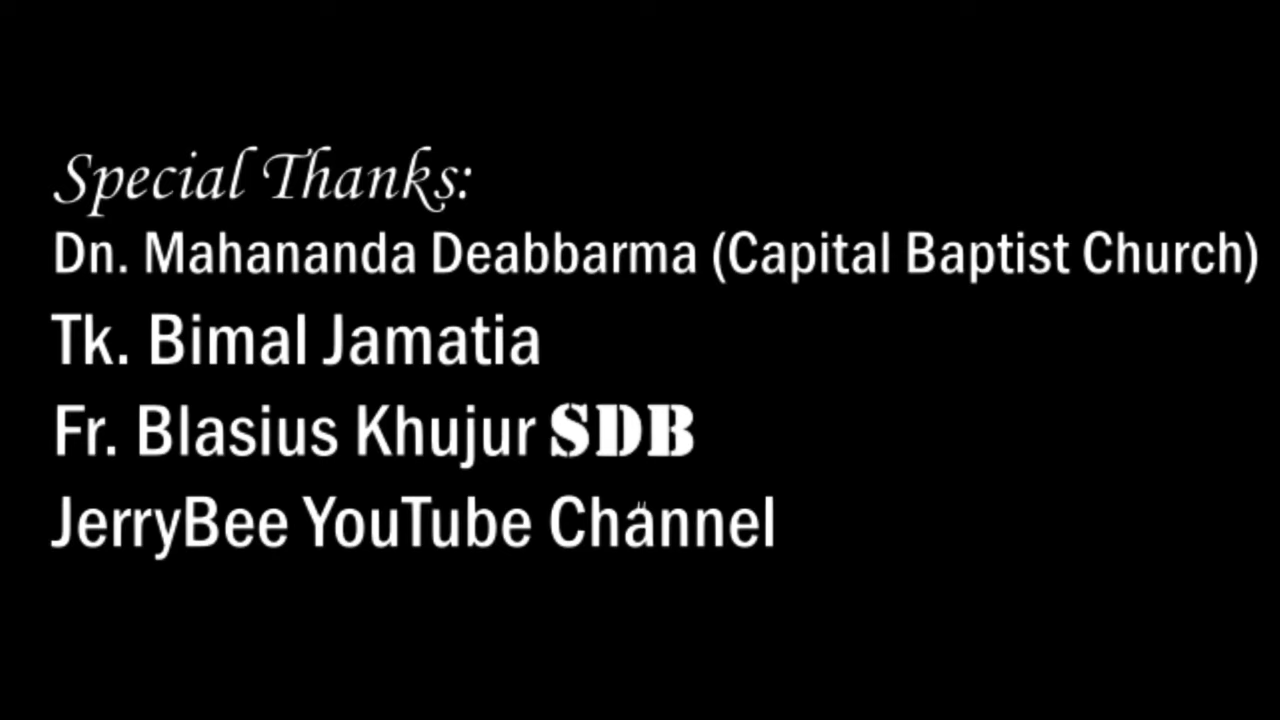 Special Thanks:
Dn. Mahananda Deabbarma (Capital Baptist Church)
Tk. Bimal Jamatia
Fr. Blasius Khujur SDB
JerryBee YouTube Channel